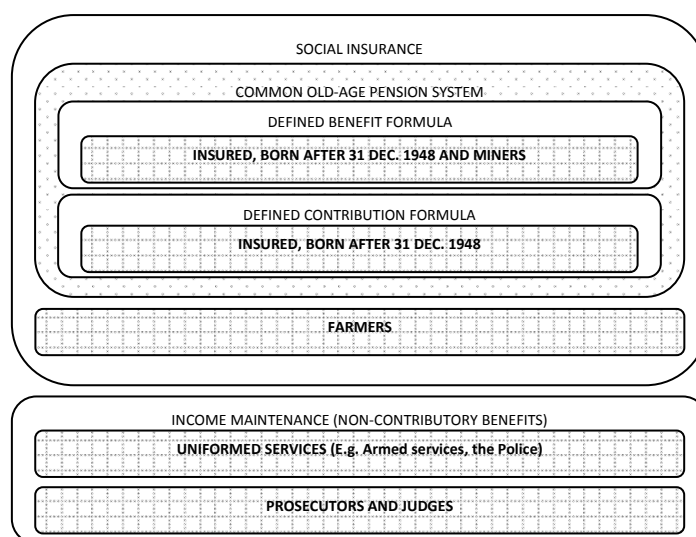 SOCIAL INSURANCE
COMMON OLD-AGE PENSION SYSTEM
DEFINED BENEFIT FORMULA
INSURED, BORN AFTER 31 DEC. 1948 AND MINERS
DEFINED CONTRIBUTION FORMULA
INSURED, BORN AFTER 31 DEC. 1948
FARMERS
INCOME MAINTENANCE (NON-CONTRIBUTORY BENEFITS)
UNIFORMED SERVICES (E.g. Armed services, the Police)
PROSECUTORS AND JUDGES